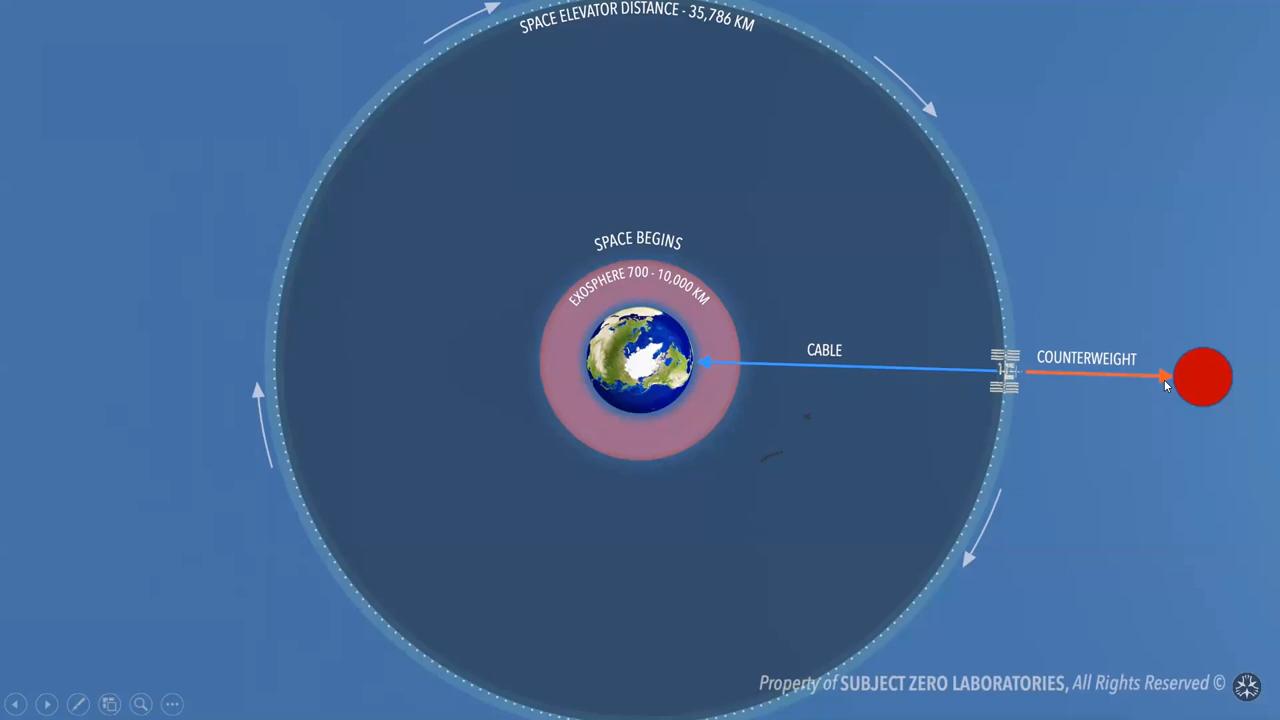 SPACE ELEVATOR DISTANCE - 35,786 KM
SPACE BEGINS
EXOSPHERE 700 - 10,000 KM
CABLE
COUNTERWEIGHT
Property of SUBJECT ZERO LABORATORIES, All Rights Reserved ©